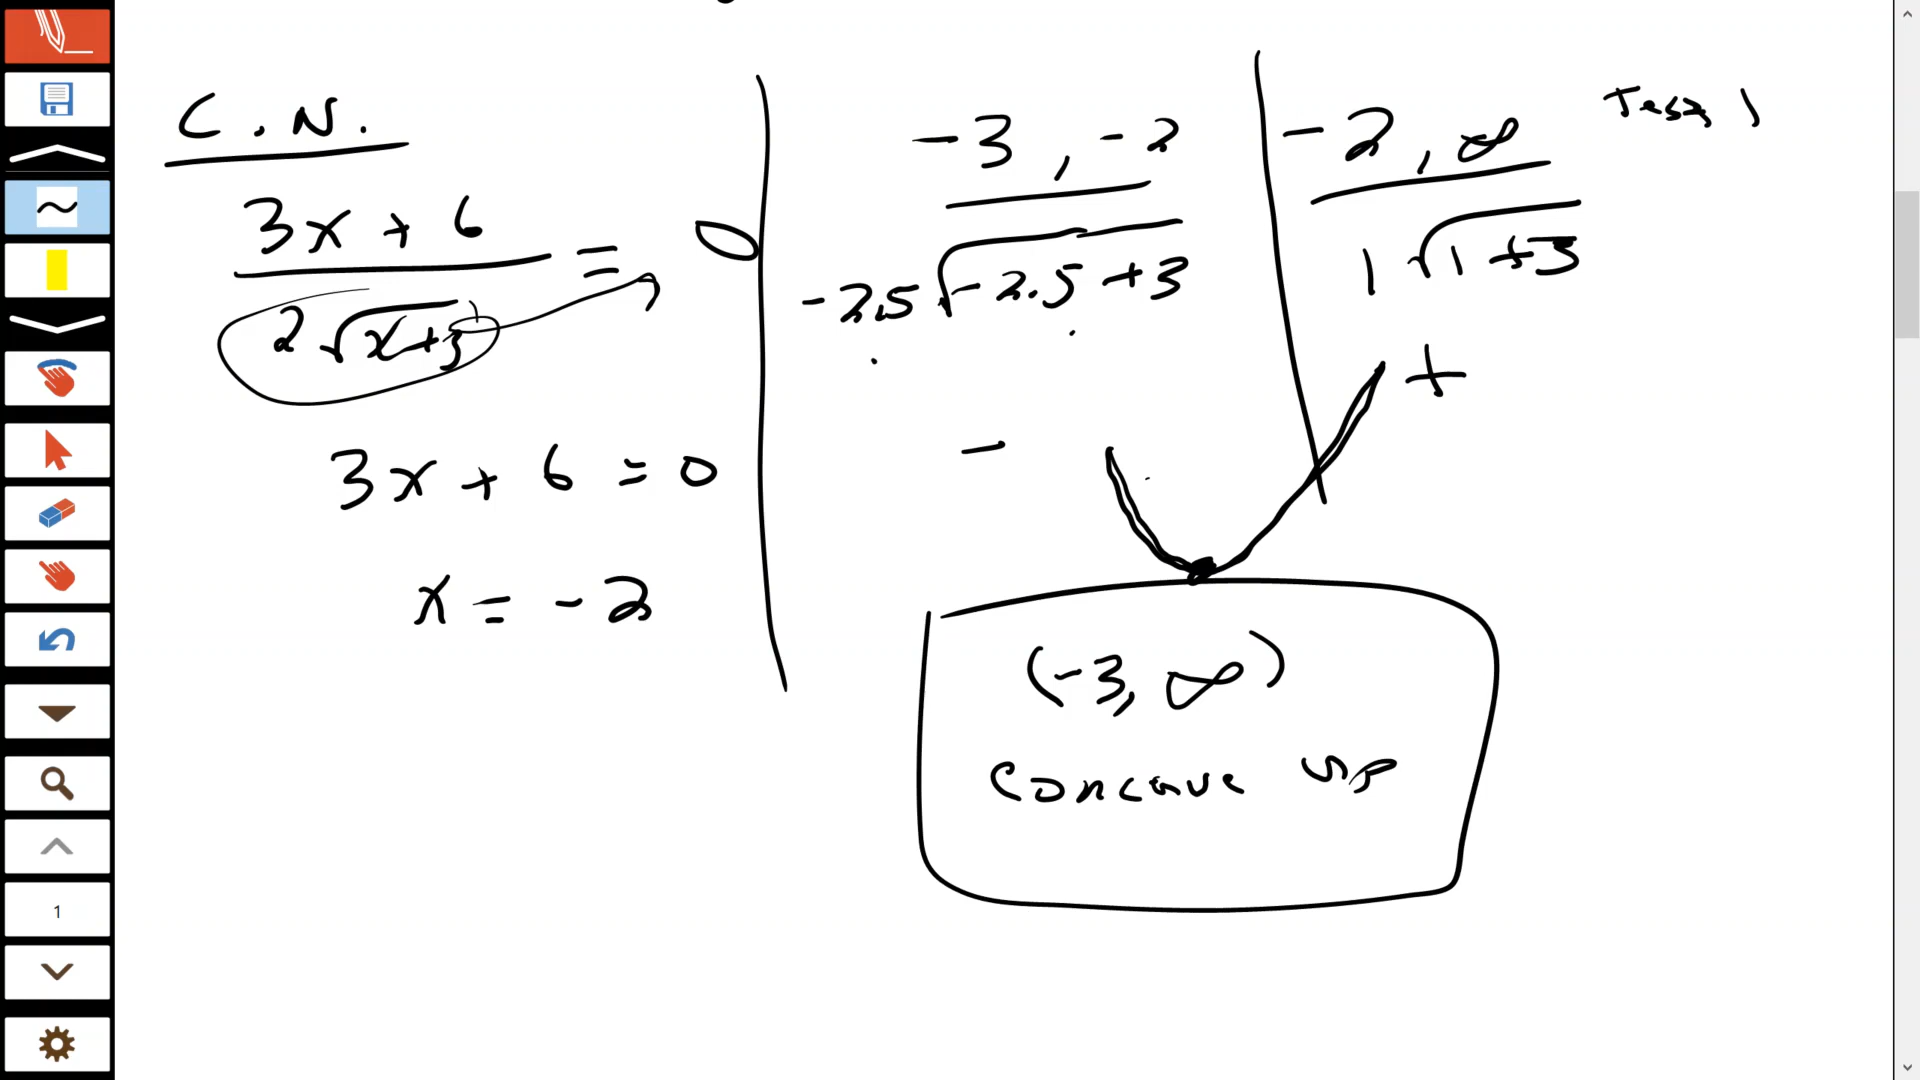 C.N.
3x + 6
= 0
2√x+3
3x + 6 = 0
x = -2
-3, -2
-2.5 √-2.5 + 3
-
-2, ∞
Test 1
1 √1+3
+
(-3, ∞)
Concave up
1